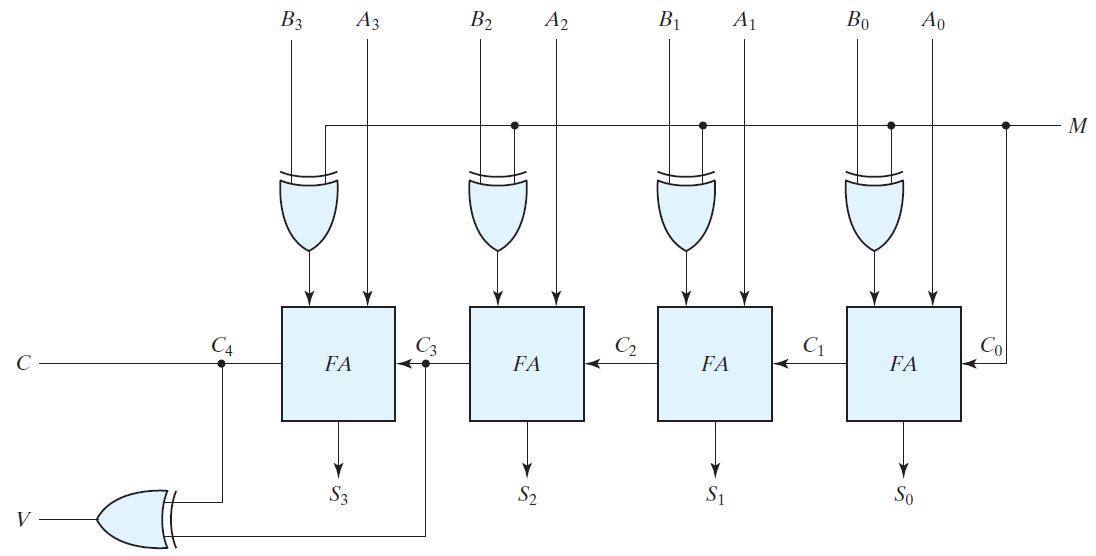 B₃ A₃ B₂ A₂ B₁ A₁ B₀ A₀
M
C C₄ FA C₃ FA C₂ FA C₁ FA C₀
S₃ S₂ S₁ S₀
V